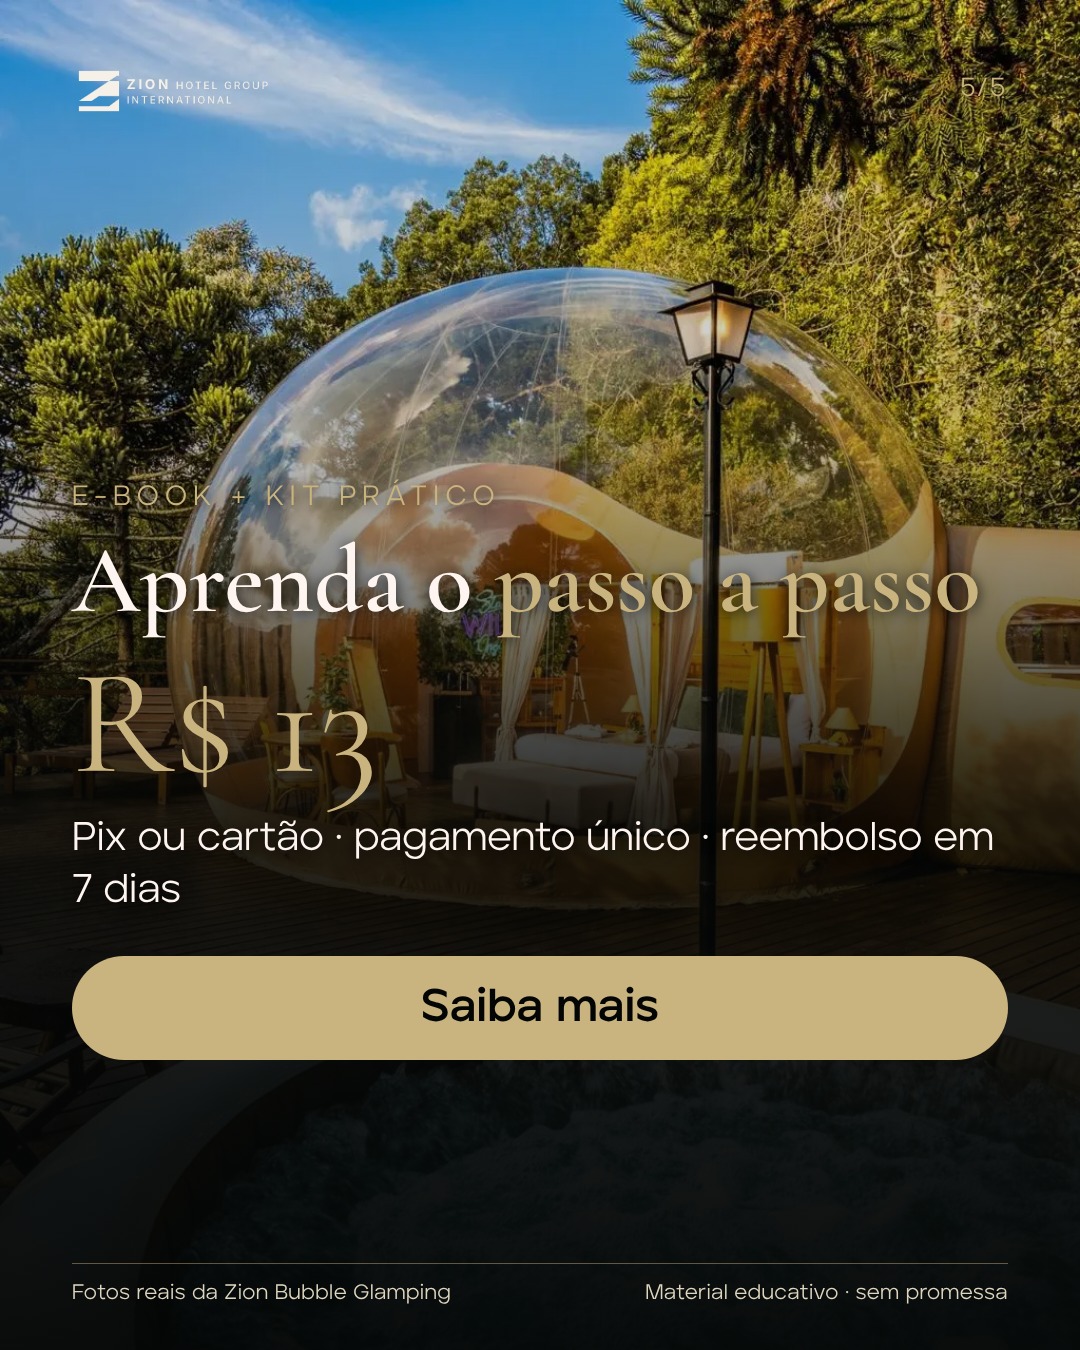 ZION HOTEL GROUP
INTERNATIONAL
5/5
E-BOOK + KIT PRÁTICO
Aprenda o passo a passo
R$ 13
Pix ou cartão · pagamento único · reembolso em
7 dias
Saiba mais
Fotos reais da Zion Bubble Glamping
Material educativo · sem promessa